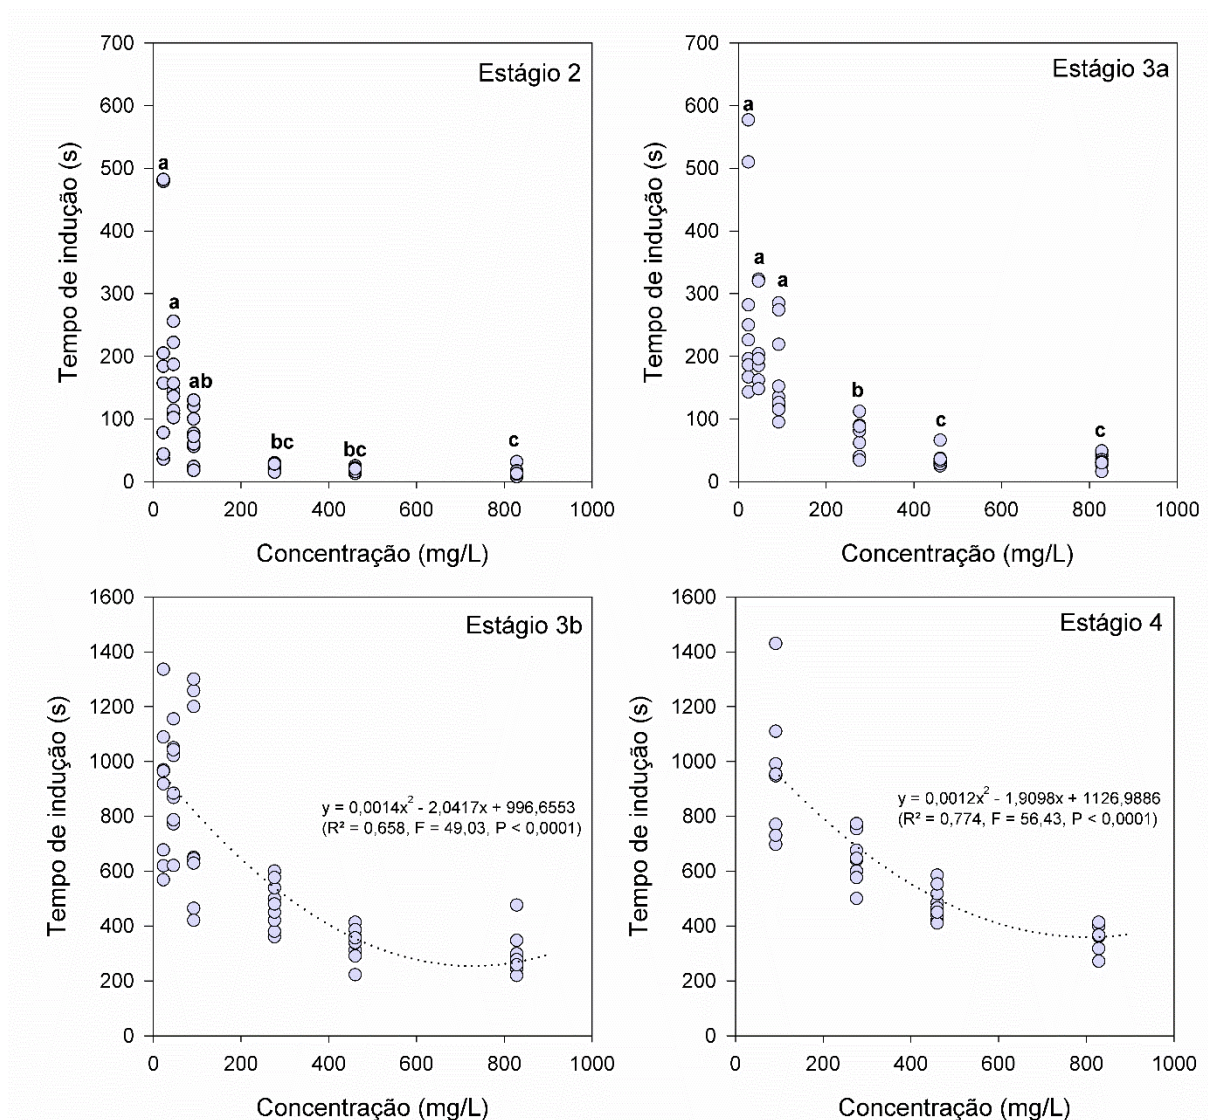 Estágio 2
Tempo de indução (s)
700
600
500
400
300
200
100
0
a
a
ab
bc
bc
c
0 200 400 600 800 1000
Concentração (mg/L)
Estágio 3a
Tempo de indução (s)
700
600
500
400
300
200
100
0
a
a
a
b
c
c
0 200 400 600 800 1000
Concentração (mg/L)
Estágio 3b
Tempo de indução (s)
1600
1400
1200
1000
800
600
400
200
0
y = 0,0014x² - 2,0417x + 996,6553
(R² = 0,658, F = 49,03, P < 0,0001)
0 200 400 600 800 1000
Concentração (mg/L)
Estágio 4
Tempo de indução (s)
1600
1400
1200
1000
800
600
400
200
0
y = 0,0012x² - 1,9098x + 1126,9886
(R² = 0,774, F = 56,43, P < 0,0001)
0 200 400 600 800 1000
Concentração (mg/L)